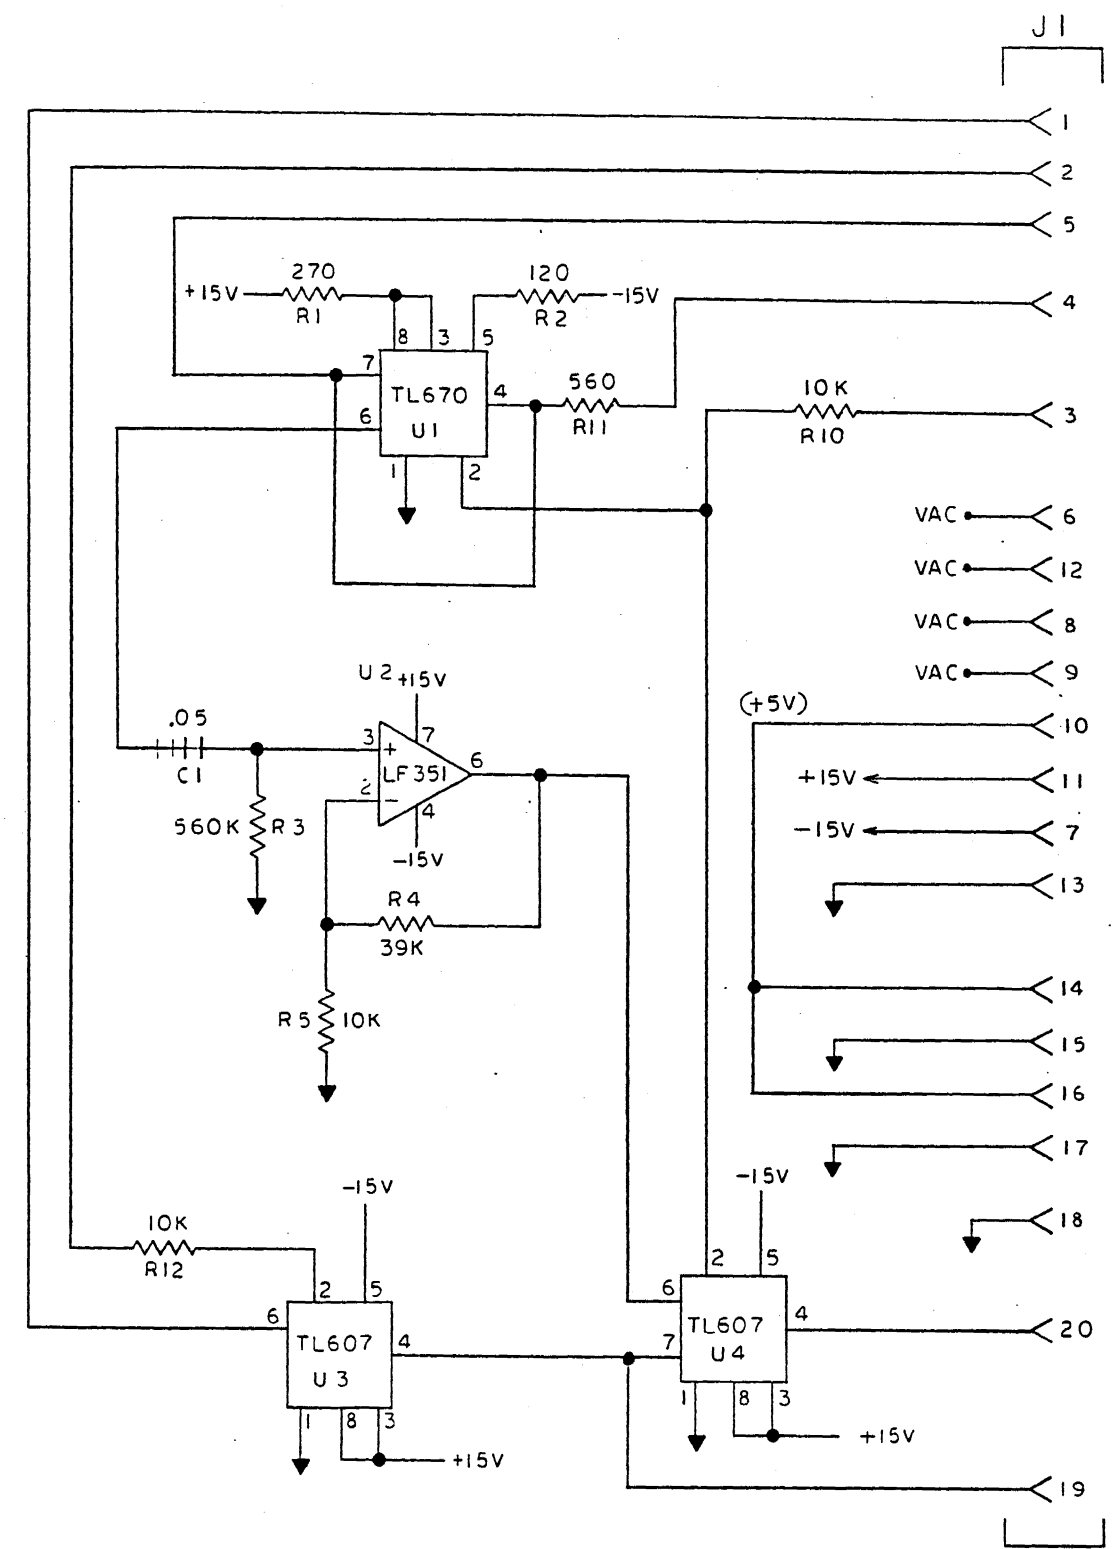 J1
1
2
5
270
120
+15V
-15V
R1
R2
4
8
3
5
7
TL670
4
560
10K
6
U1
R11
R10
3
1
2
VAC
6
VAC
12
VAC
8
VAC
9
U2
+15V
(+5V)
.05
10
3
+
7
6
C1
LF351
+15V
11
2
-
4
560K
R3
-15V
7
-15V
13
R4
39K
14
R5
10K
15
16
17
-15V
-15V
18
10K
R12
2
5
2
5
6
6
4
TL607
4
TL607
20
7
U4
U3
1
8
3
1
8
3
+15V
+15V
19